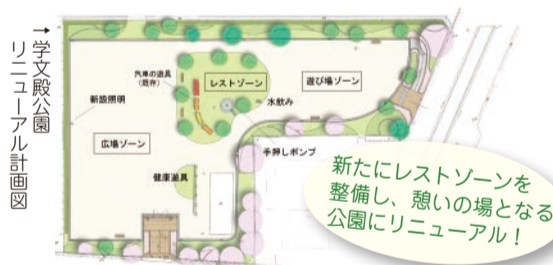 →学文殿公園
リニューアル計画図
汽車の遊具
(既存)
レストゾーン
遊び場ゾーン
新設照明
水飲み
広場ゾーン
手押しポンプ
健康遊具
新たにレストゾーンを
整備し、憩いの場となる
公園にリニューアル！